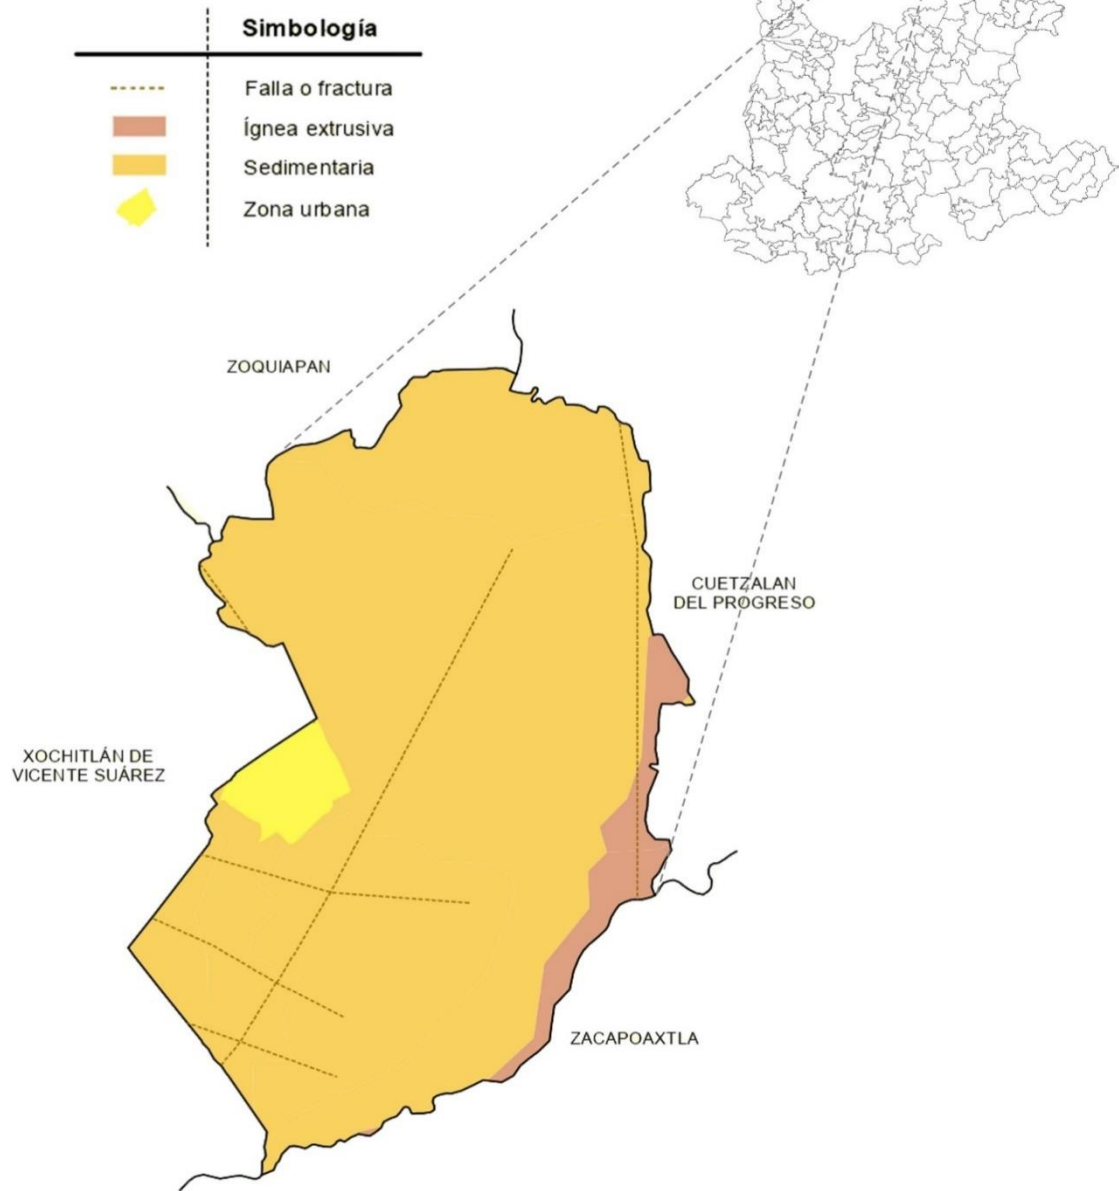 Simbología
Falla o fractura
Ígnea extrusiva
Sedimentaria
Zona urbana
ZOQUIAPAN
CUETZALAN
DEL PROGRESO
XOCHITLÁN DE
VICENTE SUÁREZ
ZACAPOAXTLA